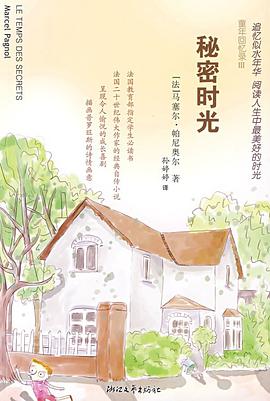 LE TEMPS DES SECRETS
Marcel Pagnol
追忆似水年华 阅读人生中最美好的时光
童年回忆录Ⅲ
秘密时光
[法]马塞尔·帕尼奥尔 著
孙婷婷 译
法国教育部指定学生必读书
法国二十世纪伟大作家的经典自传小说
呈现令人愉悦的成长喜剧
描画普罗旺斯的诗情画意
浙江文艺出版社